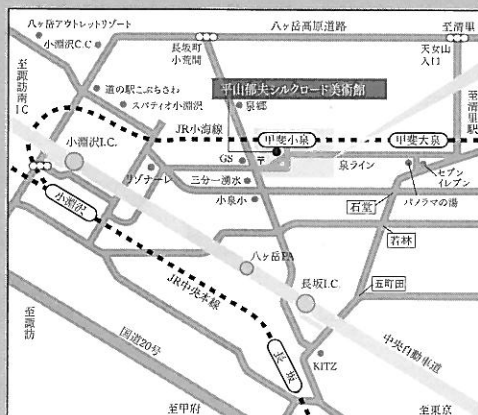 八ヶ岳アウトレットリゾート
小淵沢C.C
至諏訪南I.C
長坂町
小荒間
八ヶ岳高原道路
至清里
天女山
入口
至清里駅
道の駅こぶちさわ
スパティオ小淵沢
平山郁夫シルクロード美術館
泉郷
JR小海線
甲斐小泉
甲斐大泉
小淵沢I.C.
GS
〒
泉ライン
リゾナーレ
三分一湧水
小泉小
セブン
イレブン
パノラマの湯
石堂
小淵沢
若林
八ヶ岳PA
JR中央本線
長坂I.C.
五町田
至諏訪
国道20号
長坂
KITZ
中央自動車道
至甲府
至東京